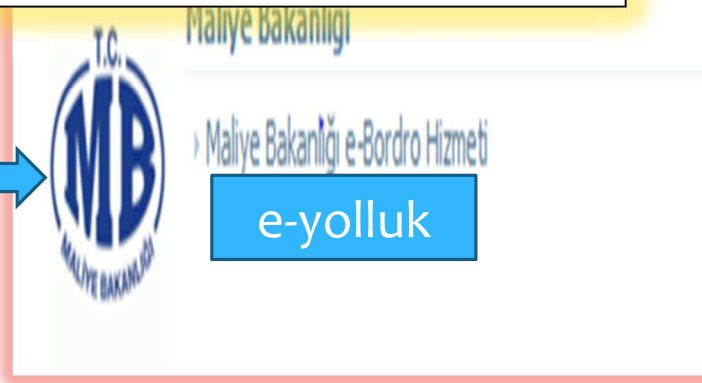 Maliye Bakanlığı
T.C.
MB
MALİYE BAKANLIĞI
Maliye Bakanlığı e-Bordro Hizmeti
e-yolluk